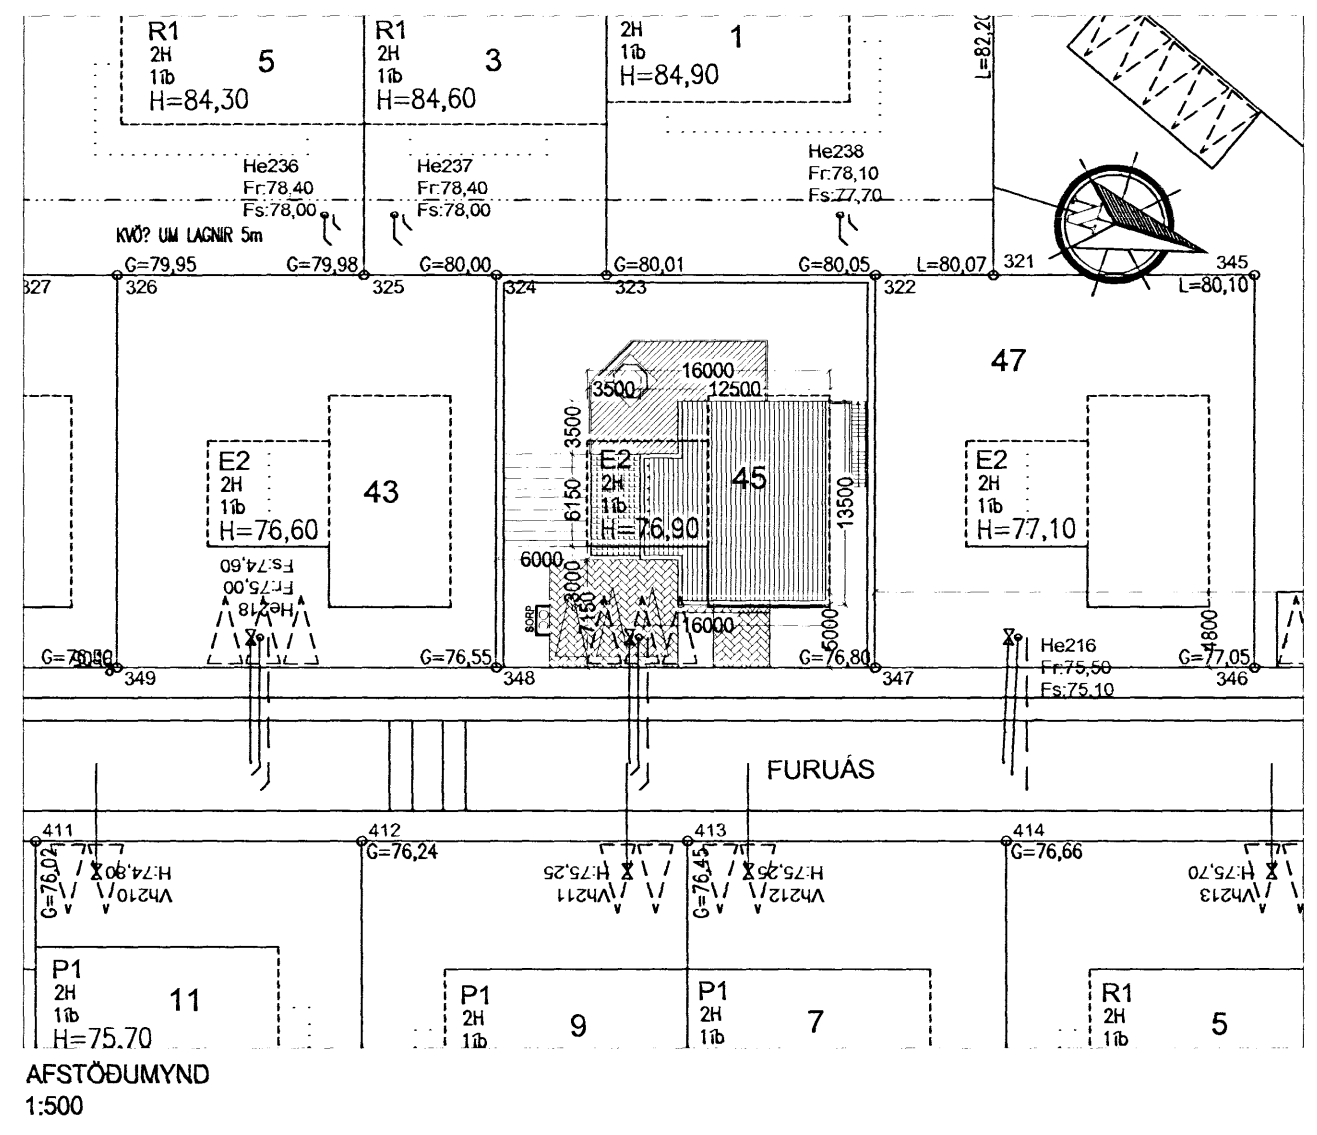 R1
2H
1íb
H=84,30
5
R1
2H
1íb
H=84,60
3
2H
1íb
H=84,90
1
L=82,20
He236
Fr:78,40
Fs:78,00
He237
Fr:78,40
Fs:78,00
He238
Fr:78,10
Fs:77,70
KVÖ? UM LAGNIR 5m
G=79,95
G=79,98
G=80,00
G=80,01
G=80,05
L=80,07
321
345
L=80,10
327
326
325
324
323
322
47
16000
3500
12500
3500
6150
6000
3000
7150
13500
5000
16000
SORP
E2
2H
1íb
H=76,60
43
E2
2H
1íb
H=76,90
45
E2
2H
1íb
H=77,10
Fs:74,60
Fr:75,00
He218
4800
He216
Fr:75,50
Fs:75,10
G=76,55
G=76,80
G=77,05
349
348
347
346
FURUÁS
411
412
413
414
G=76,02
G=76,24
G=76,45
G=76,66
H:74,80
Vh210
H:75,25
Vh211
H:75,25
Vh212
H:75,70
Vh213
P1
2H
1íb
H=75,70
11
P1
2H
1íb
9
P1
2H
1íb
7
R1
2H
1íb
5
AFSTÖÐUMYND
1:500